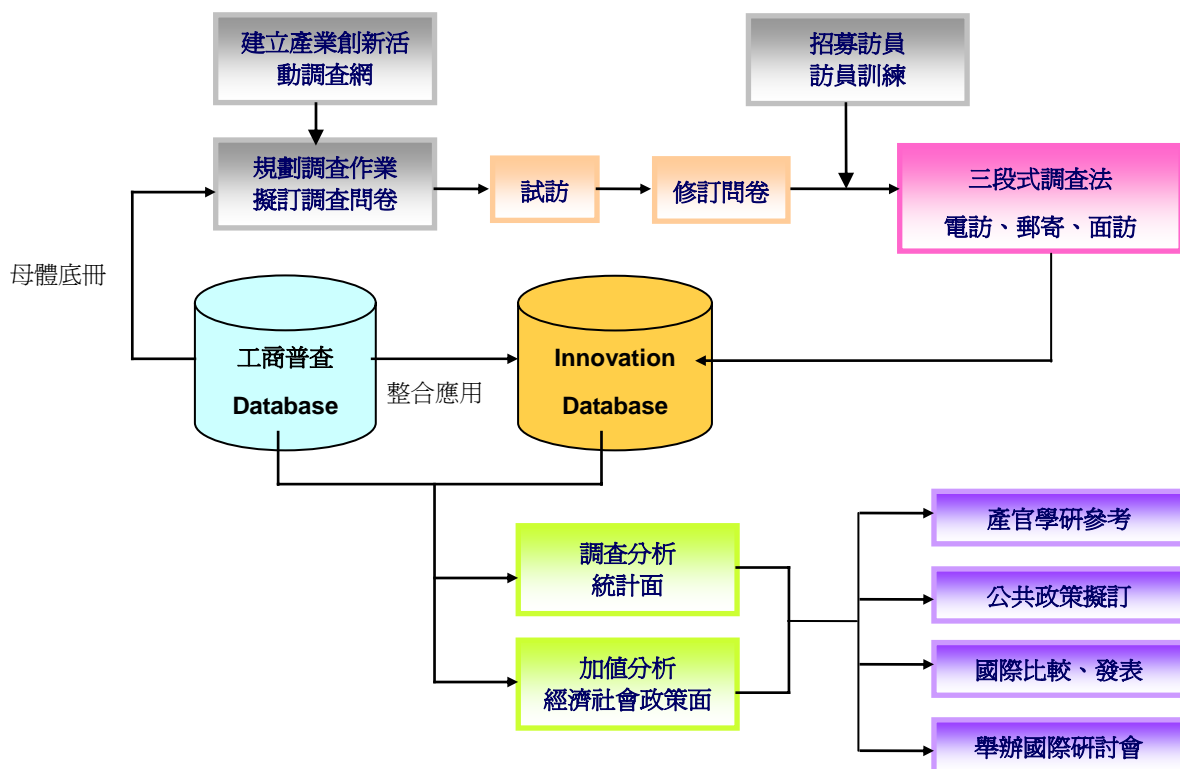 建立產業創新活
動調查網
招募訪員
訪員訓練
規劃調查作業
擬訂調查問卷
試訪
修訂問卷
三段式調查法
電訪、郵寄、面訪
母體底冊
工商普查
Database
整合應用
Innovation
Database
調查分析
統計面
加值分析
經濟社會政策面
產官學研參考
公共政策擬訂
國際比較、發表
舉辦國際研討會